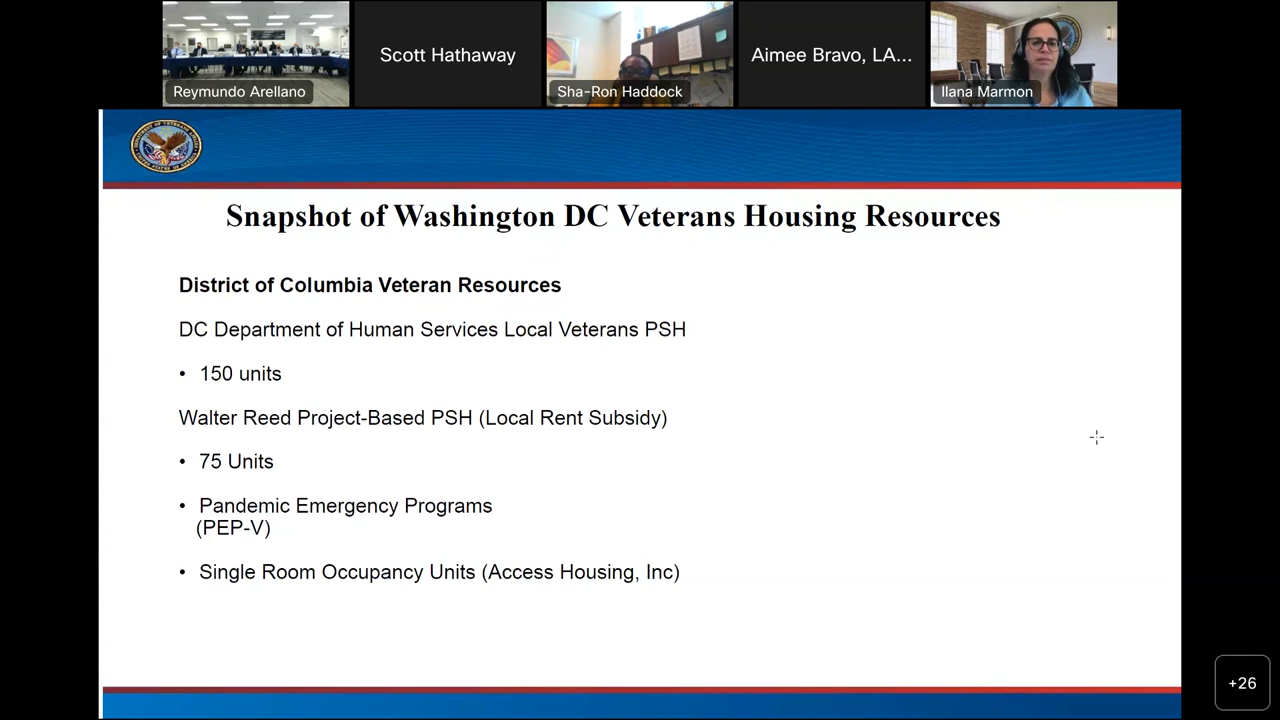 Scott Hathaway
Aimee Bravo, LA...
Reymundo Arellano
Sha-Ron Haddock
Ilana Marmon
Snapshot of Washington DC Veterans Housing Resources
District of Columbia Veteran Resources
DC Department of Human Services Local Veterans PSH
• 150 units
Walter Reed Project-Based PSH (Local Rent Subsidy)
• 75 Units
• Pandemic Emergency Programs
(PEP-V)
• Single Room Occupancy Units (Access Housing, Inc)
+26